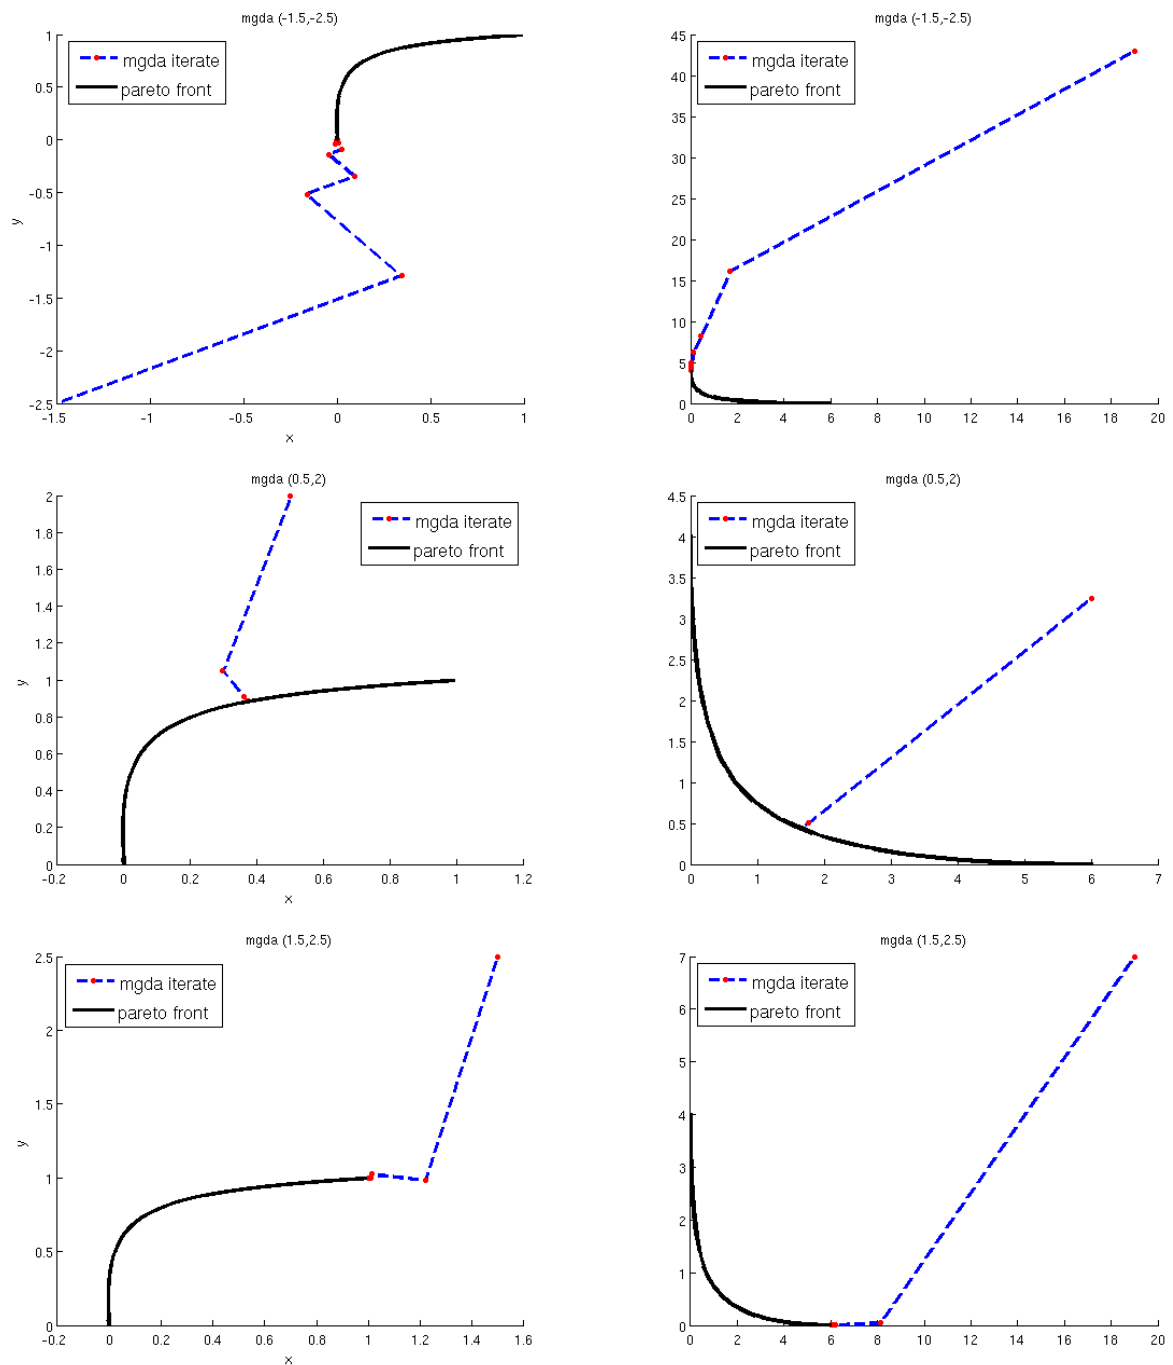 mgda (-1.5,-2.5)
mgda iterate
pareto front
1
0.5
0
-0.5
-1
-1.5
-2
-2.5
y
-1.5 -1 -0.5 0 0.5 1
x
mgda (-1.5,-2.5)
mgda iterate
pareto front
45
40
35
30
25
20
15
10
5
0
0 2 4 6 8 10 12 14 16 18 20
mgda (0.5,2)
mgda iterate
pareto front
2
1.8
1.6
1.4
1.2
1
0.8
0.6
0.4
0.2
0
y
-0.2 0 0.2 0.4 0.6 0.8 1 1.2
x
mgda (0.5,2)
mgda iterate
pareto front
4.5
4
3.5
3
2.5
2
1.5
1
0.5
0
0 1 2 3 4 5 6 7
mgda (1.5,2.5)
mgda iterate
pareto front
2.5
2
1.5
1
0.5
0
y
-0.2 0 0.2 0.4 0.6 0.8 1 1.2 1.4 1.6
x
mgda (1.5,2.5)
mgda iterate
pareto front
7
6
5
4
3
2
1
0
0 2 4 6 8 10 12 14 16 18 20